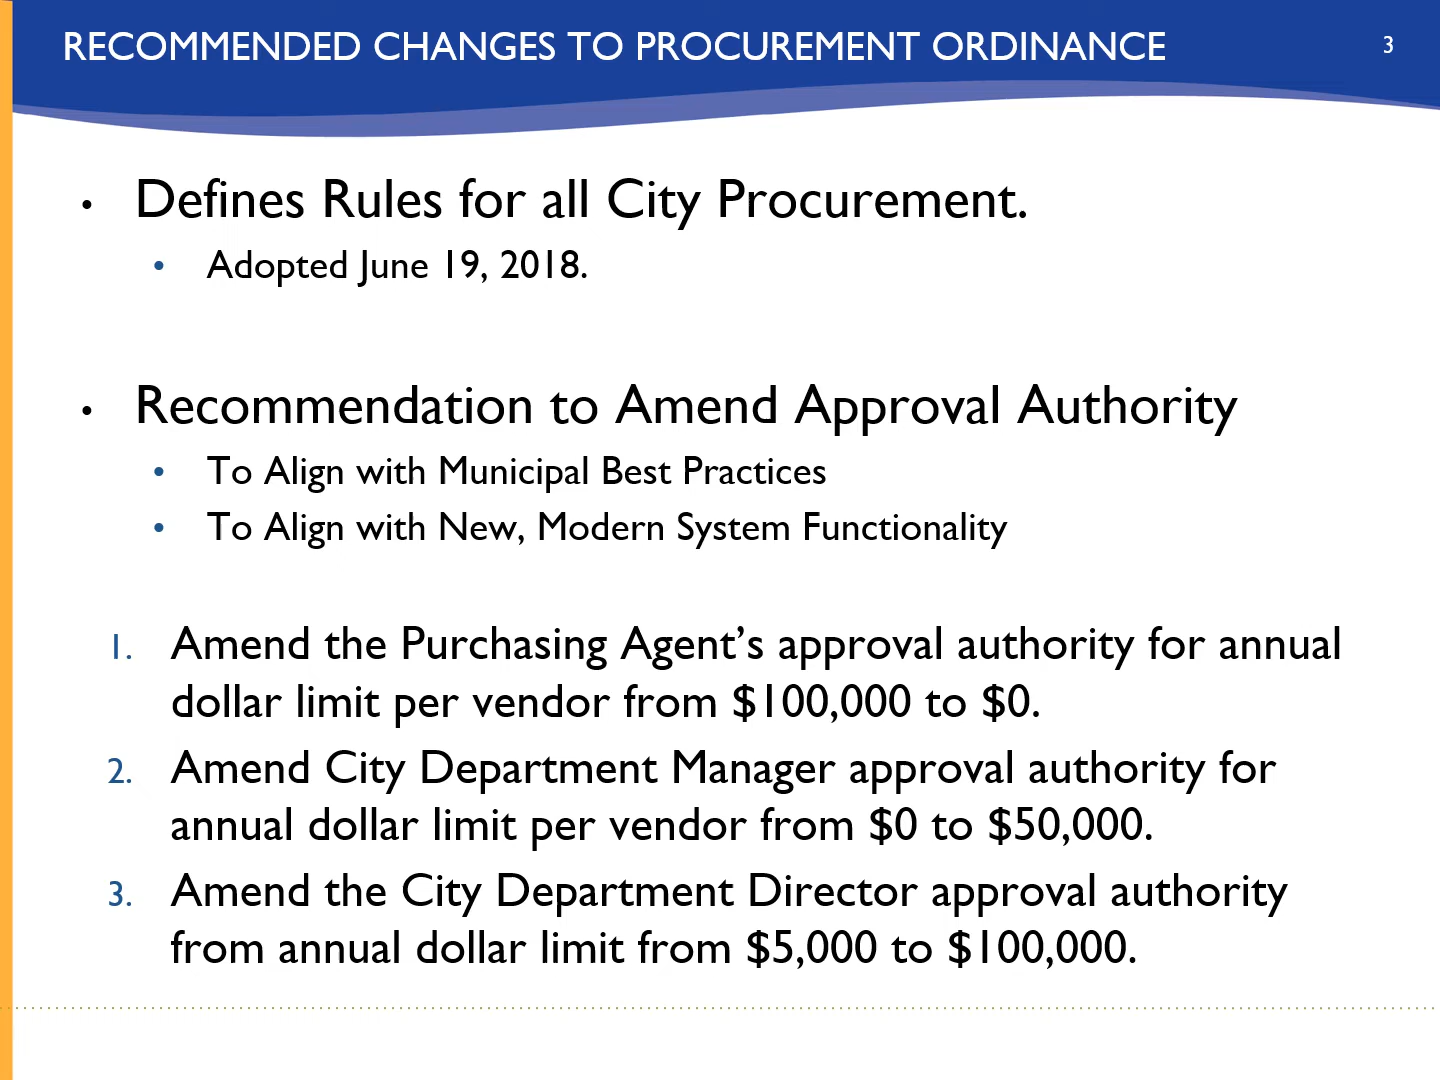 RECOMMENDED CHANGES TO PROCUREMENT ORDINANCE
3
• Defines Rules for all City Procurement.
• Adopted June 19, 2018.
• Recommendation to Amend Approval Authority
• To Align with Municipal Best Practices
• To Align with New, Modern System Functionality
1. Amend the Purchasing Agent’s approval authority for annual
dollar limit per vendor from $100,000 to $0.
2. Amend City Department Manager approval authority for
annual dollar limit per vendor from $0 to $50,000.
3. Amend the City Department Director approval authority
from annual dollar limit from $5,000 to $100,000.